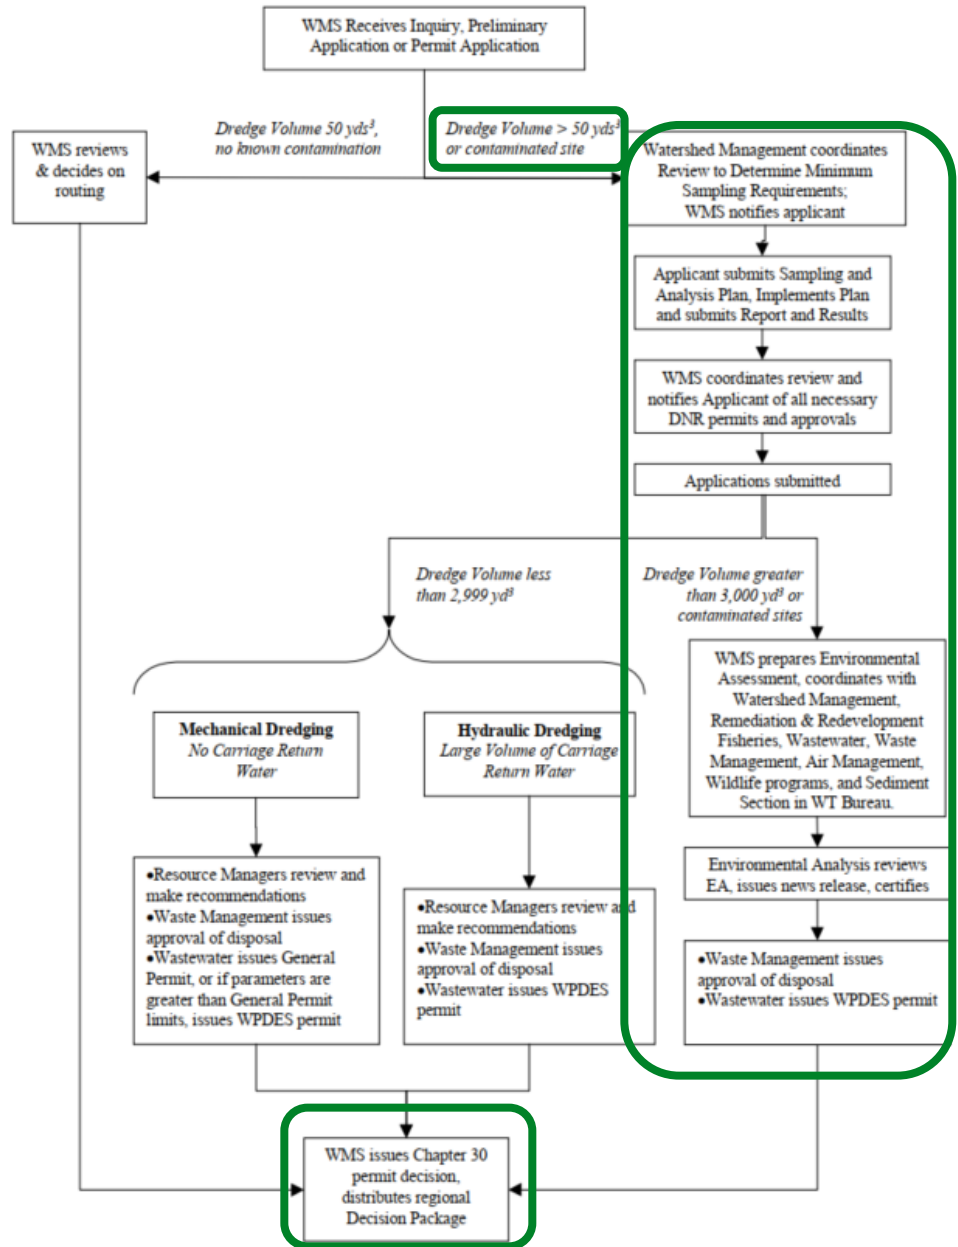 WMS Receives Inquiry, Preliminary
Application or Permit Application
Dredge Volume 50 yds³,
no known contamination
Dredge Volume > 50 yds³
or contaminated site
WMS reviews
& decides on
routing
Watershed Management coordinates
Review to Determine Minimum
Sampling Requirements;
WMS notifies applicant
Applicant submits Sampling and
Analysis Plan, Implements Plan
and submits Report and Results
WMS coordinates review and
notifies Applicant of all necessary
DNR permits and approvals
Applications submitted
Dredge Volume less
than 2,999 yd³
Dredge Volume greater
than 3,000 yd³ or
contaminated sites
WMS prepares Environmental
Assessment, coordinates with
Watershed Management,
Remediation & Redevelopment
Fisheries, Wastewater, Waste
Management, Air Management,
Wildlife programs, and Sediment
Section in WT Bureau.
Mechanical Dredging
No Carriage Return
Water
Hydraulic Dredging
Large Volume of Carriage
Return Water
Environmental Analysis reviews
EA, issues news release, certifies
•Resource Managers review and
make recommendations
•Waste Management issues
approval of disposal
•Wastewater issues General
Permit, or if parameters are
greater than General Permit
limits, issues WPDES permit
•Resource Managers review and
make recommendations
•Waste Management issues
approval of disposal
•Wastewater issues WPDES
permit
•Waste Management issues
approval of disposal
•Wastewater issues WPDES permit
WMS issues Chapter 30
permit decision,
distributes regional
Decision Package